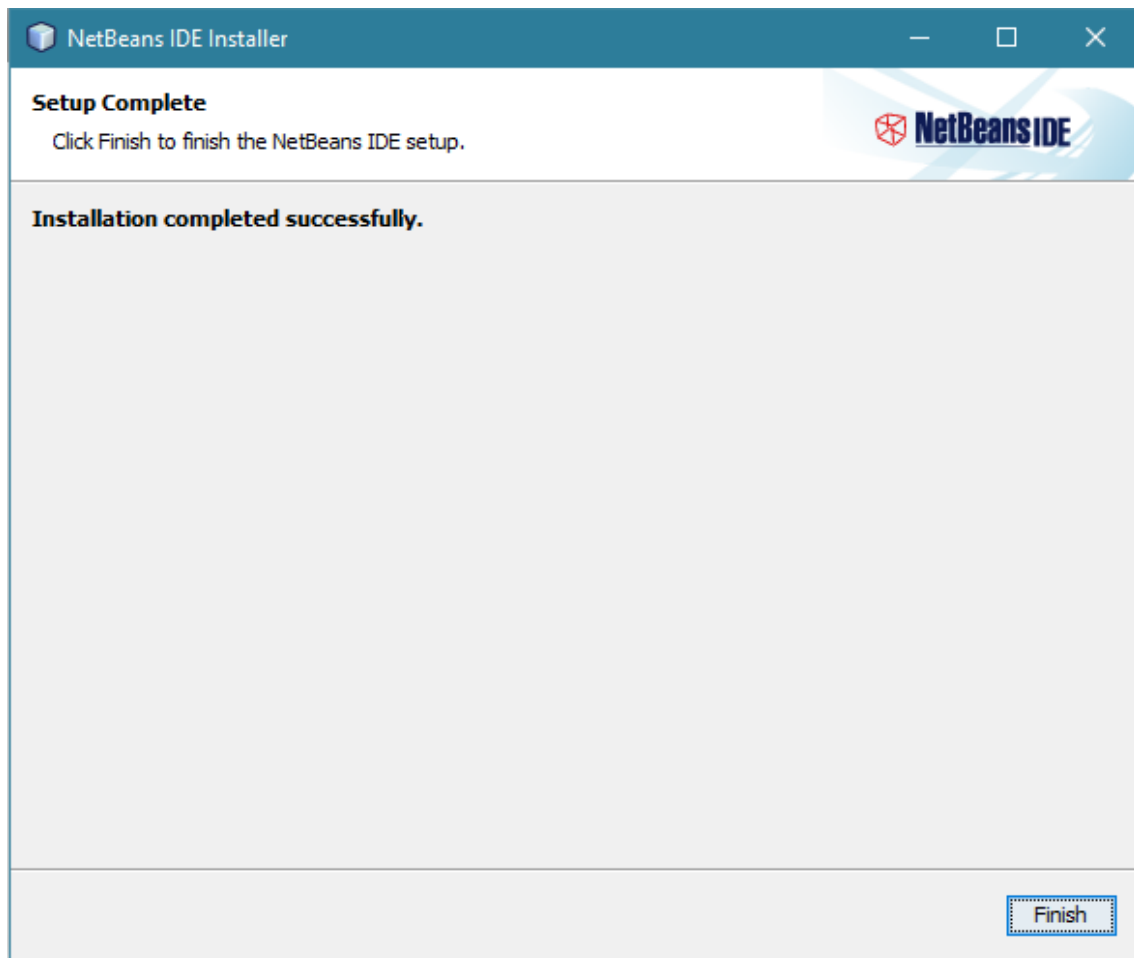 NetBeans IDE Installer
Setup Complete
Click Finish to finish the NetBeans IDE setup.
NetBeans IDE
Installation completed successfully.
Finish